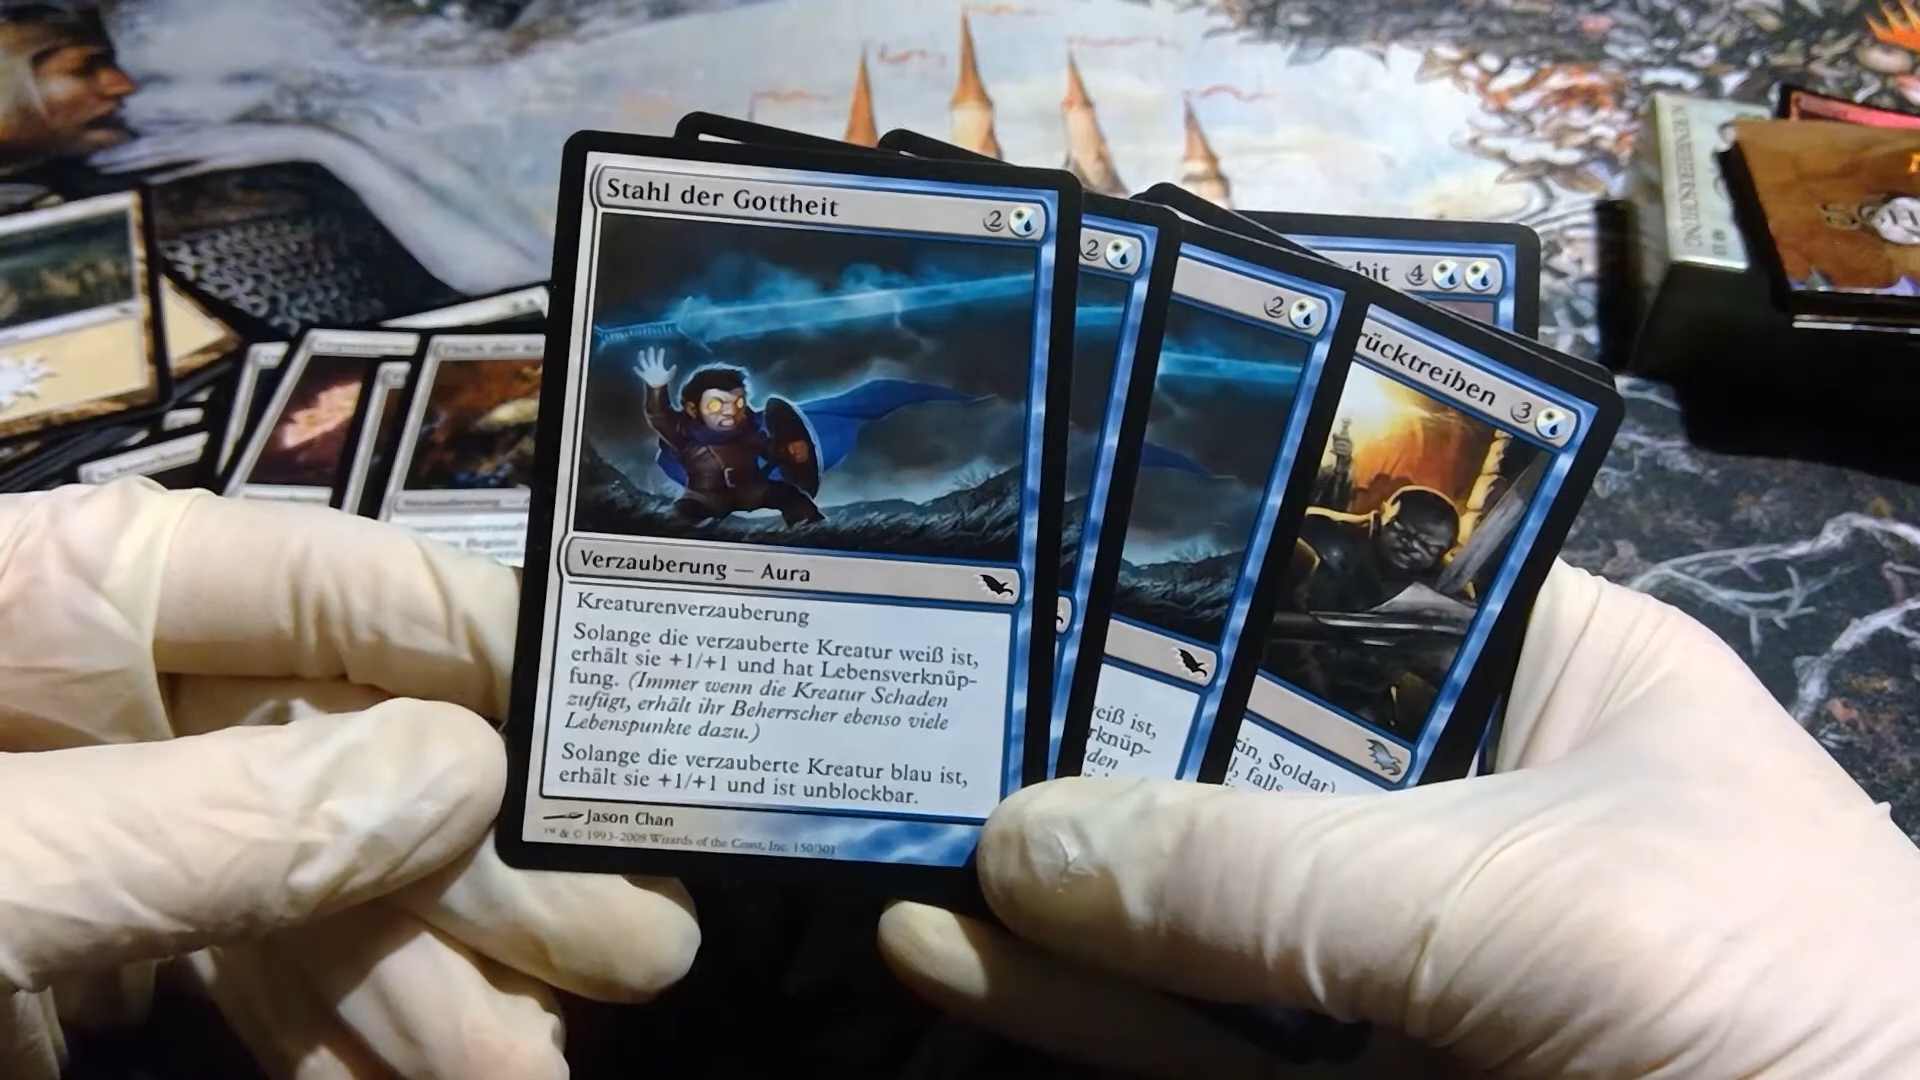 Stahl der Gottheit 2
Verzauberung — Aura
Kreaturenverzauberung
Solange die verzauberte Kreatur weiß ist,
erhält sie +1/+1 und hat Lebensverknüp-
fung. (Immer wenn die Kreatur Schaden
zufügt, erhält ihr Beherrscher ebenso viele
Lebenspunkte dazu.)
Solange die verzauberte Kreatur blau ist,
erhält sie +1/+1 und ist unblockbar.
Jason Chan
™ & © 1993–2008 Wizards of the Coast, Inc. 150/301
2
2
eiß ist,
rknüp-
den
rücktreiben 3
kin, Soldar)
l, falls
hit 4